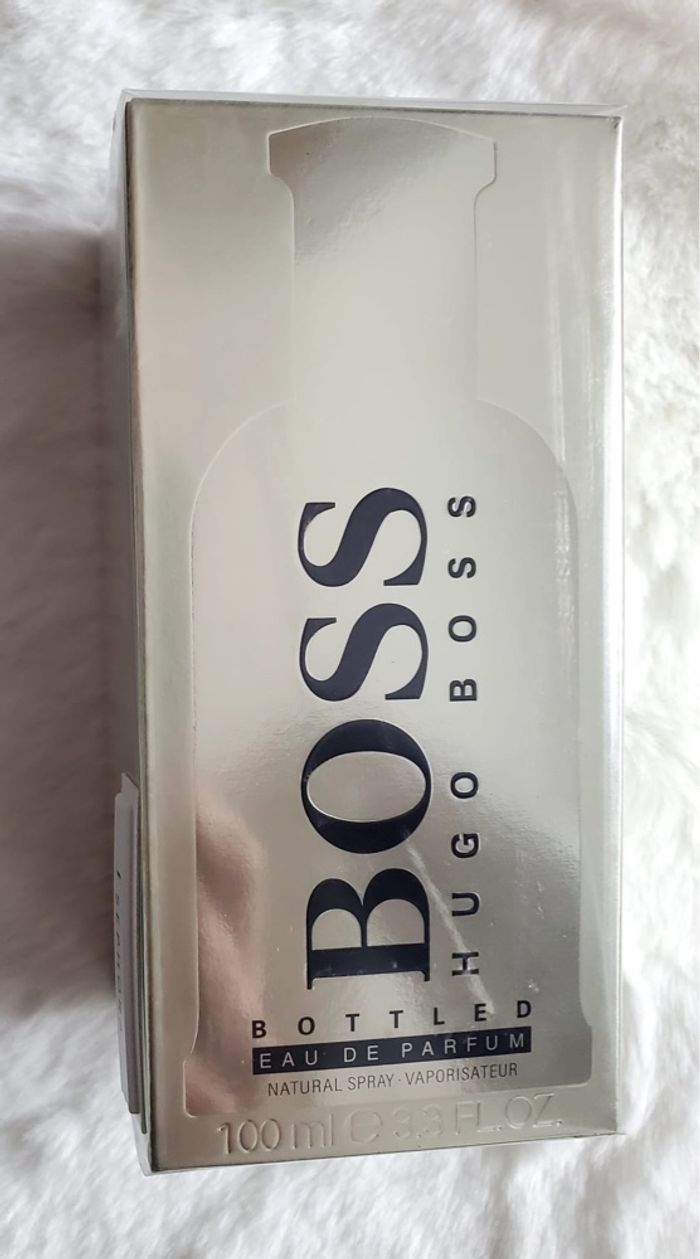 BOSS
HUGO BOSS
BOTTLED
EAU DE PARFUM
NATURAL SPRAY · VAPORISATEUR
100 ml ℮ 3.3 FL.OZ.